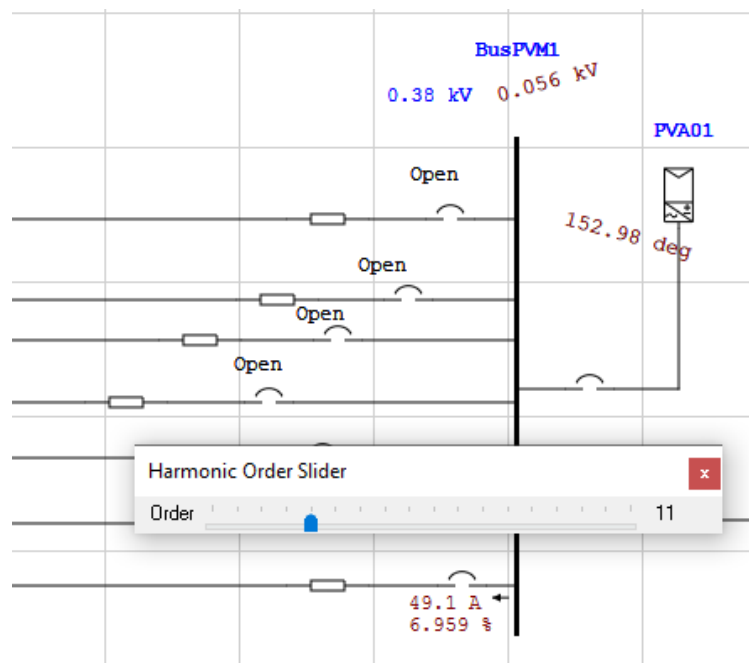 BusPVM1
0.38 kV
0.056 kV
PVA01
Open
152.98 deg
Open
Open
Open
Harmonic Order Slider
x
Order
11
49.1 A
6.959 %